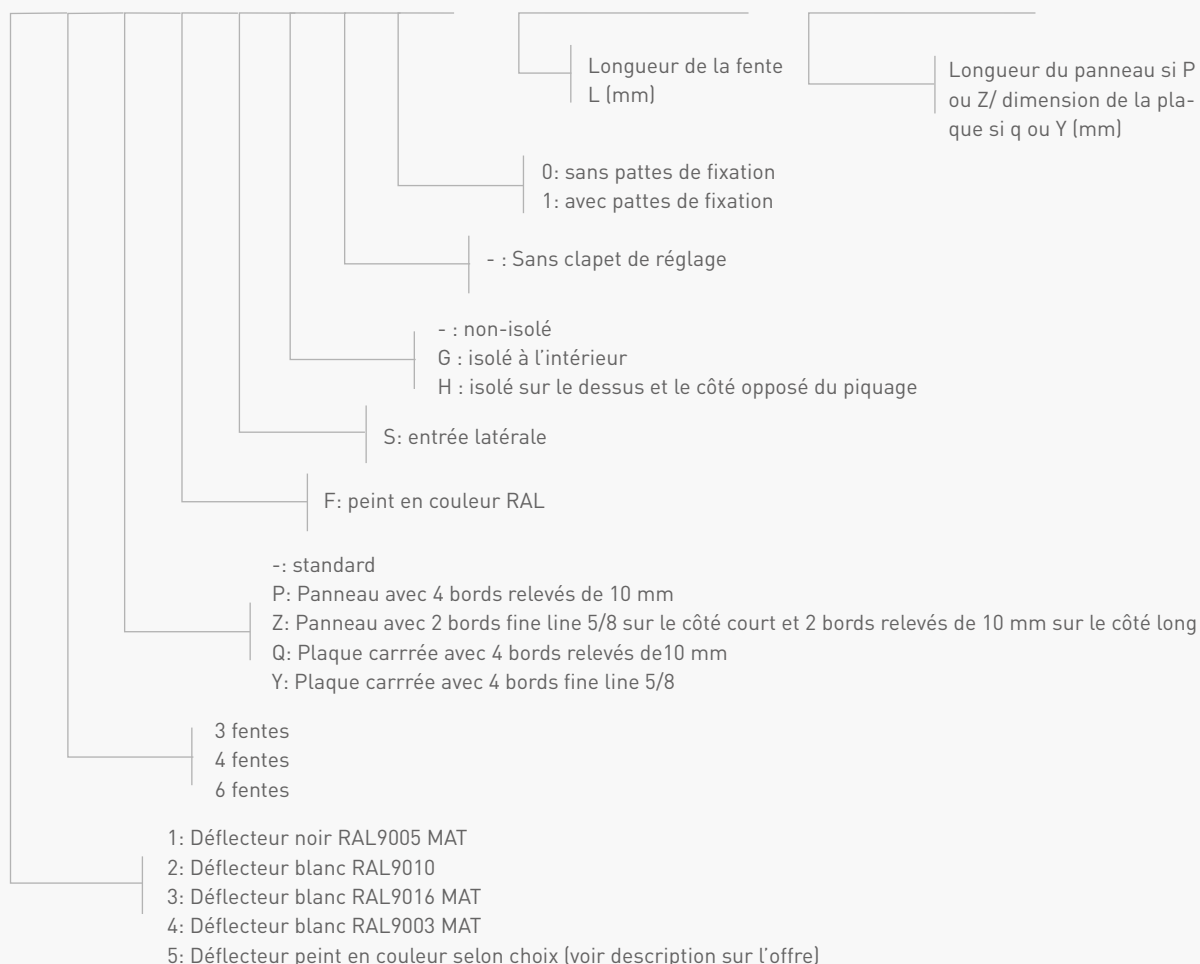 Longueur de la fente
L (mm)
Longueur du panneau si P
ou Z/ dimension de la pla-
que si q ou Y (mm)
0: sans pattes de fixation
1: avec pattes de fixation
- : Sans clapet de réglage
- : non-isolé
G : isolé à l'intérieur
H : isolé sur le dessus et le côté opposé du piquage
S: entrée latérale
F: peint en couleur RAL
-: standard
P: Panneau avec 4 bords relevés de 10 mm
Z: Panneau avec 2 bords fine line 5/8 sur le côté court et 2 bords relevés de 10 mm sur le côté long
Q: Plaque carrrée avec 4 bords relevés de10 mm
Y: Plaque carrrée avec 4 bords fine line 5/8
3 fentes
4 fentes
6 fentes
1: Déflecteur noir RAL9005 MAT
2: Déflecteur blanc RAL9010
3: Déflecteur blanc RAL9016 MAT
4: Déflecteur blanc RAL9003 MAT
5: Déflecteur peint en couleur selon choix (voir description sur l'offre)